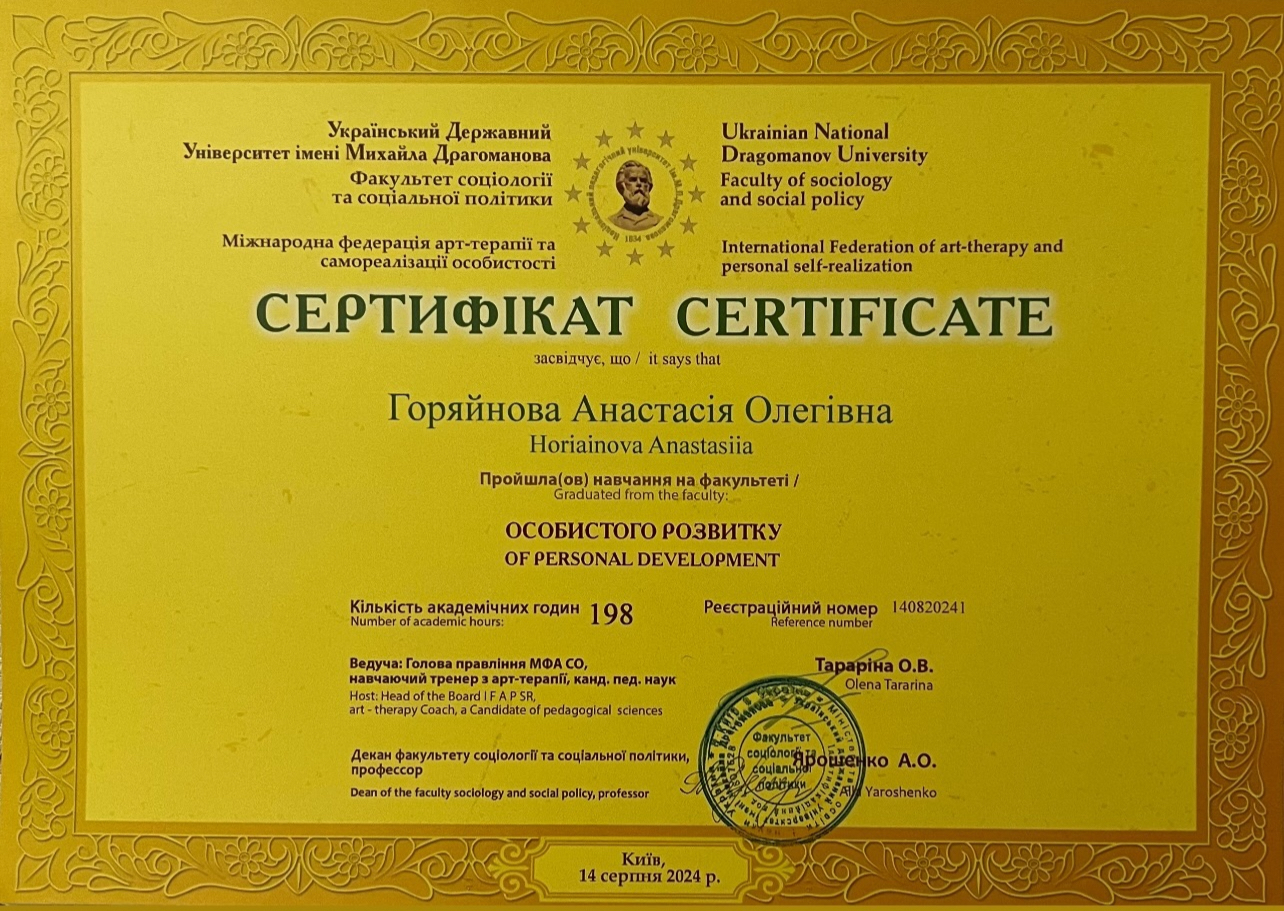 Український Державний
Університет імені Михайла Драгоманова
Факультет соціології
та соціальної політики
Міжнародна федерація арт-терапії та
самореалізації особистості
Ukrainian National
Dragomanov University
Faculty of sociology
and social policy
International Federation of art-therapy and
personal self-realization
1834
СЕРТИФІКАТ CERTIFICATE
засвідчує, що / it says that
Горяйнова Анастасія Олегівна
Horiainova Anastasiia
Пройшла(ов) навчання на факультеті /
Graduated from the faculty:
ОСОБИСТОГО РОЗВИТКУ
OF PERSONAL DEVELOPMENT
Кількість академічних годин 198
Number of academic hours:
Реєстраційний номер 140820241
Reference number
Ведуча: Голова правління МФА СО,
навчаючий тренер з арт-терапії, канд. пед. наук
Host: Head of the Board I F A P SR,
art - therapy Coach, a Candidate of pedagogical sciences
Тараріна О.В.
Olena Tararina
Декан факультету соціології та соціальної політики,
профессор
Dean of the faculty sociology and social policy, professor
Ярошенко А.О.
Alla Yaroshenko
Факультет
соціології та
соціальної
політики
Київ,
14 серпня 2024 р.